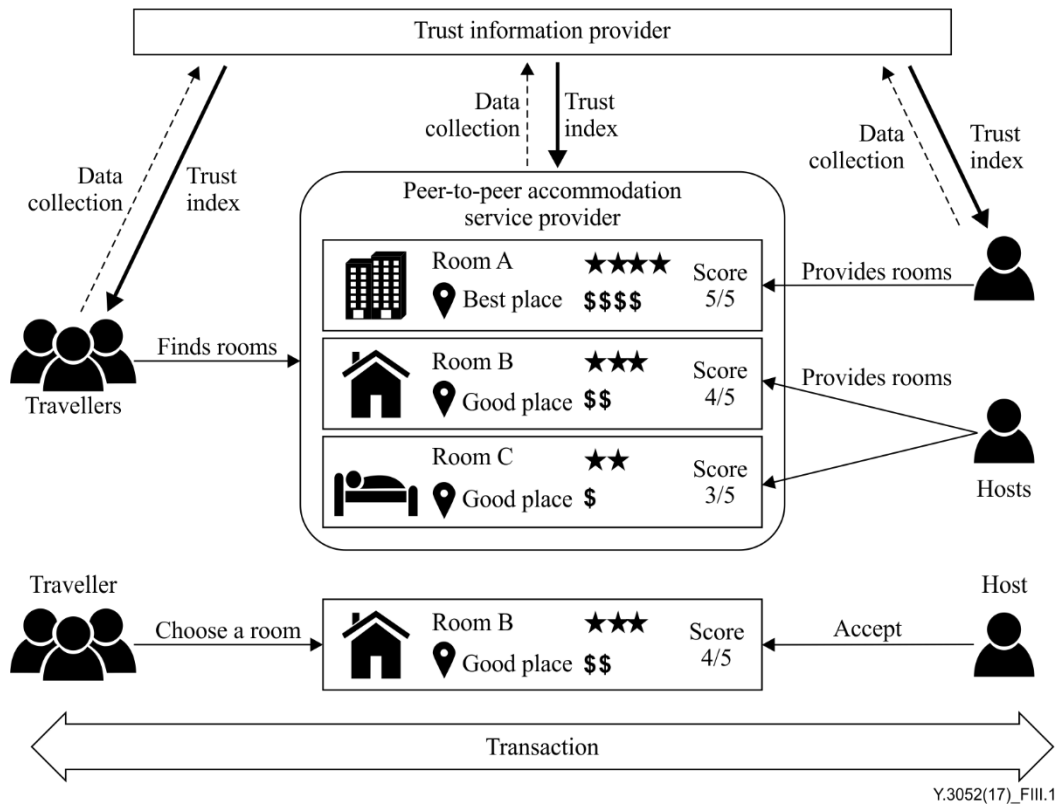 Trust information provider
Data
collection
Trust
index
Data
collection
Trust
index
Data
collection
Trust
index
Peer-to-peer accommodation
service provider
Room A ★★★★ Score
Best place $$$$ 5/5
Provides rooms
Finds rooms
Travellers
Room B ★★★ Score
Good place $$ 4/5
Provides rooms
Room C ★★ Score
Good place $ 3/5
Hosts
Traveller
Host
Choose a room
Room B ★★★ Score
Good place $$ 4/5
Accept
Transaction
Y.3052(17)_FIII.1